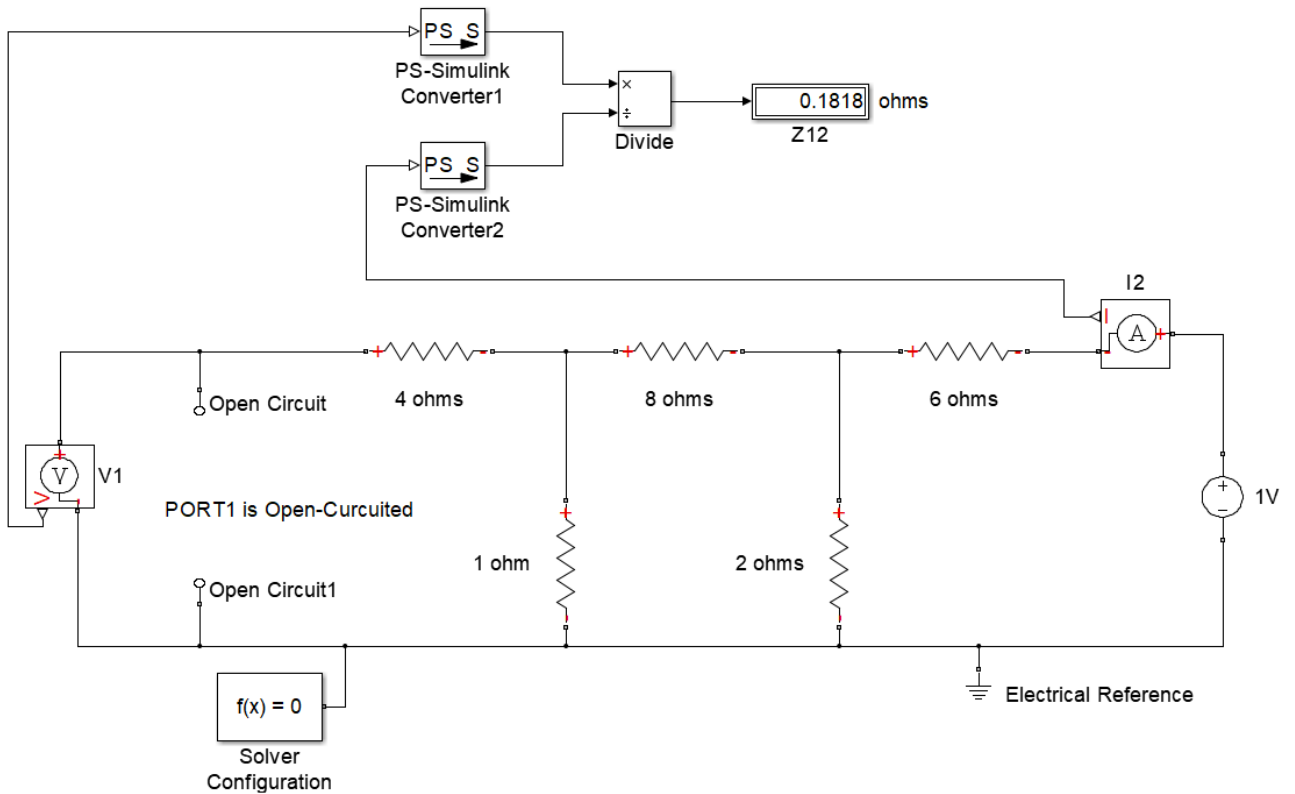 PS S
PS-Simulink
Converter1
×
÷
Divide
0.1818 ohms
Z12
PS S
PS-Simulink
Converter2
I2
I
A
+
-
+ -
+ -
+ -
4 ohms
8 ohms
6 ohms
Open Circuit
+
V
V
-
V1
PORT1 is Open-Curcuited
+
-
1V
+
1 ohm
-
+
2 ohms
-
Open Circuit1
f(x) = 0
Solver
Configuration
Electrical Reference